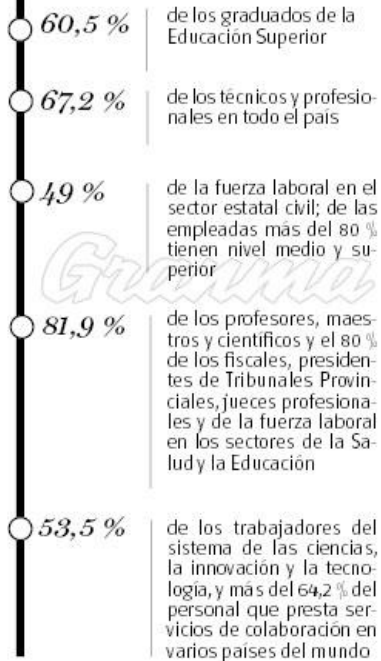 60,5 %
de los graduados de la
Educación Superior
67,2 %
de los técnicos y profesio-
nales en todo el país
49 %
de la fuerza laboral en el
sector estatal civil; de las
empleadas más del 80 %
tienen nivel medio y su-
perior
Granma
81,9 %
de los profesores, maes-
tros y científicos y el 80 %
de los fiscales, presiden-
tes de Tribunales Provin-
ciales, jueces profesiona-
les y de la fuerza laboral
en los sectores de la Sa-
lud y la Educación
53,5 %
de los trabajadores del
sistema de las ciencias,
la innovación y la tecno-
logía, y más del 64,2 % del
personal que presta ser-
vicios de colaboración en
varios países del mundo